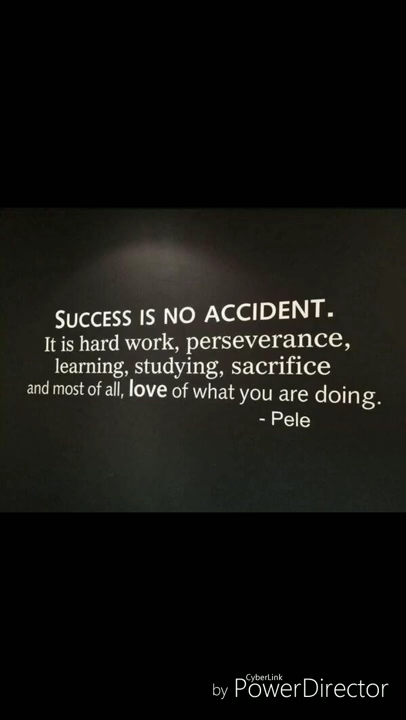 SUCCESS IS NO ACCIDENT.
It is hard work, perseverance,
learning, studying, sacrifice
and most of all, love of what you are doing.
- Pele
CyberLink
by PowerDirector